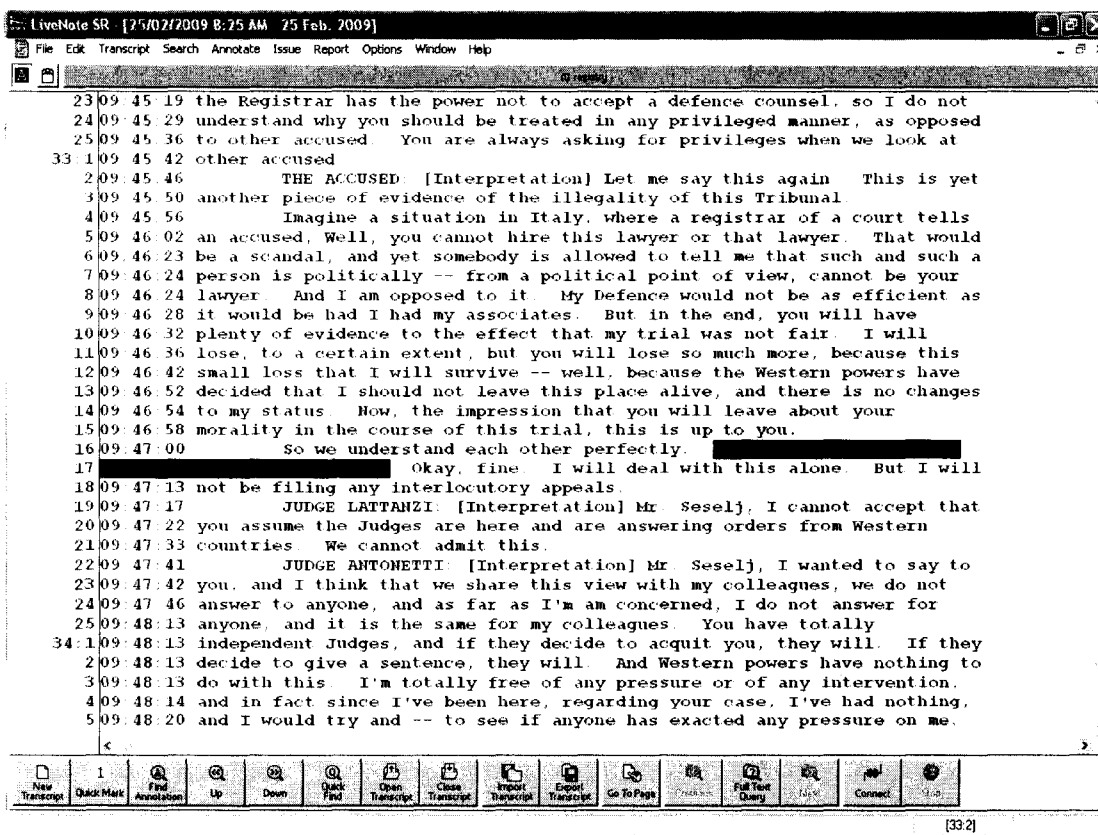 LiveNote SR - [25/02/2009 8:25 AM 25 Feb. 2009]
File Edit Transcript Search Annotate Issue Report Options Window Help
23 09 45 19 the Registrar has the power not to accept a defence counsel, so I do not
24 09 45 29 understand why you should be treated in any privileged manner, as opposed
25 09 45 36 to other accused. You are always asking for privileges when we look at
33:1 09 45 42 other accused
2 09 45 46 THE ACCUSED: [Interpretation] Let me say this again This is yet
3 09 45 50 another piece of evidence of the illegality of this Tribunal
4 09 45 56 Imagine a situation in Italy, where a registrar of a court tells
5 09 46 02 an accused, Well, you cannot hire this lawyer or that lawyer. That would
6 09 46 23 be a scandal, and yet somebody is allowed to tell me that such and such a
7 09 46 24 person is politically -- from a political point of view, cannot be your
8 09 46 24 lawyer. And I am opposed to it. My Defence would not be as efficient as
9 09 46 28 it would be had I had my associates. But in the end, you will have
10 09 46 32 plenty of evidence to the effect that my trial was not fair. I will
11 09 46 36 lose, to a certain extent, but you will lose so much more, because this
12 09 46 42 small loss that I will survive -- well, because the Western powers have
13 09 46 52 decided that I should not leave this place alive, and there is no changes
14 09 46 54 to my status. Now, the impression that you will leave about your
15 09 46 58 morality in the course of this trial, this is up to you.
16 09:47:00 So we understand each other perfectly.
17 Okay, fine. I will deal with this alone. But I will
18 09 47 13 not be filing any interlocutory appeals.
19 09 47 17 JUDGE LATTANZI: [Interpretation] Mr. Seselj, I cannot accept that
20 09 47 22 you assume the Judges are here and are answering orders from Western
21 09 47 33 countries. We cannot admit this.
22 09 47 41 JUDGE ANTONETTI: [Interpretation] Mr. Seselj, I wanted to say to
23 09 47 42 you, and I think that we share this view with my colleagues, we do not
24 09 47 46 answer to anyone, and as far as I'm am concerned, I do not answer for
25 09 48 13 anyone, and it is the same for my colleagues. You have totally
34:1 09 48 13 independent Judges, and if they decide to acquit you, they will. If they
2 09 48 13 decide to give a sentence, they will. And Western powers have nothing to
3 09 48 13 do with this. I'm totally free of any pressure or of any intervention,
4 09 48 14 and in fact since I've been here, regarding your case, I've had nothing,
5 09 48 20 and I would try and -- to see if anyone has exacted any pressure on me.
New Transcript 1 Quick Mark Find Annotation Up Down Quick Find Open Transcript Close Transcript Import Transcript Export Transcript Go To Page Full Text Query Connect
[33:2]